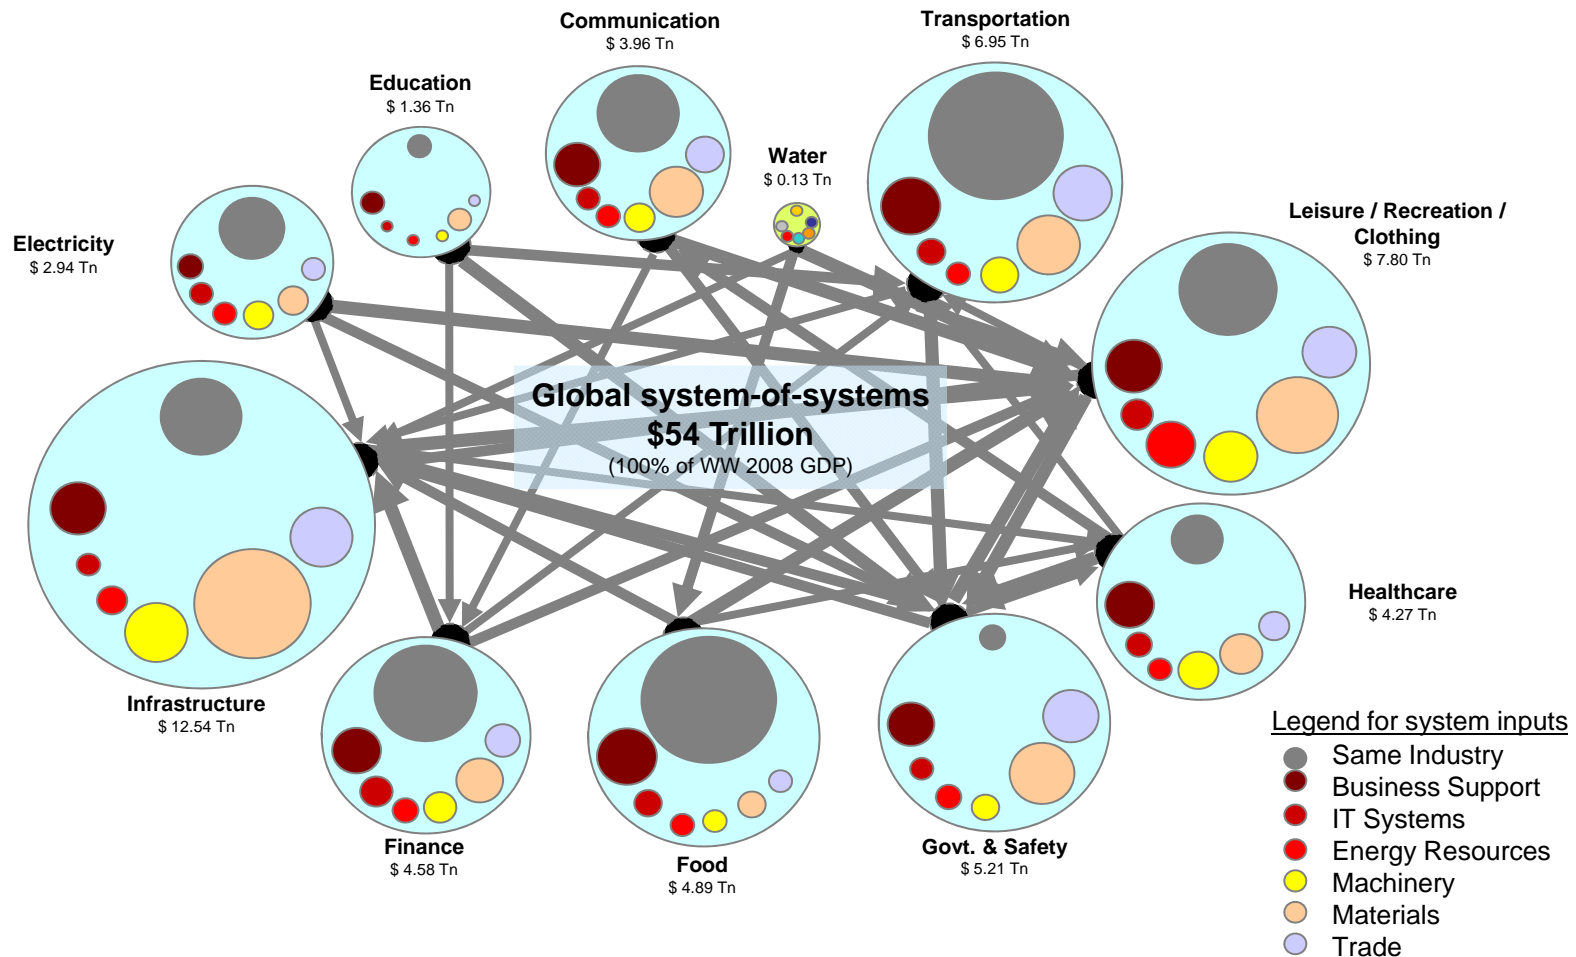 Communication
$ 3.96 Tn
Transportation
$ 6.95 Tn
Education
$ 1.36 Tn
Water
$ 0.13 Tn
Leisure / Recreation /
Clothing
$ 7.80 Tn
Electricity
$ 2.94 Tn
Global system-of-systems
$54 Trillion
(100% of WW 2008 GDP)
Healthcare
$ 4.27 Tn
Infrastructure
$ 12.54 Tn
Finance
$ 4.58 Tn
Food
$ 4.89 Tn
Govt. & Safety
$ 5.21 Tn
Legend for system inputs
Same Industry
Business Support
IT Systems
Energy Resources
Machinery
Materials
Trade